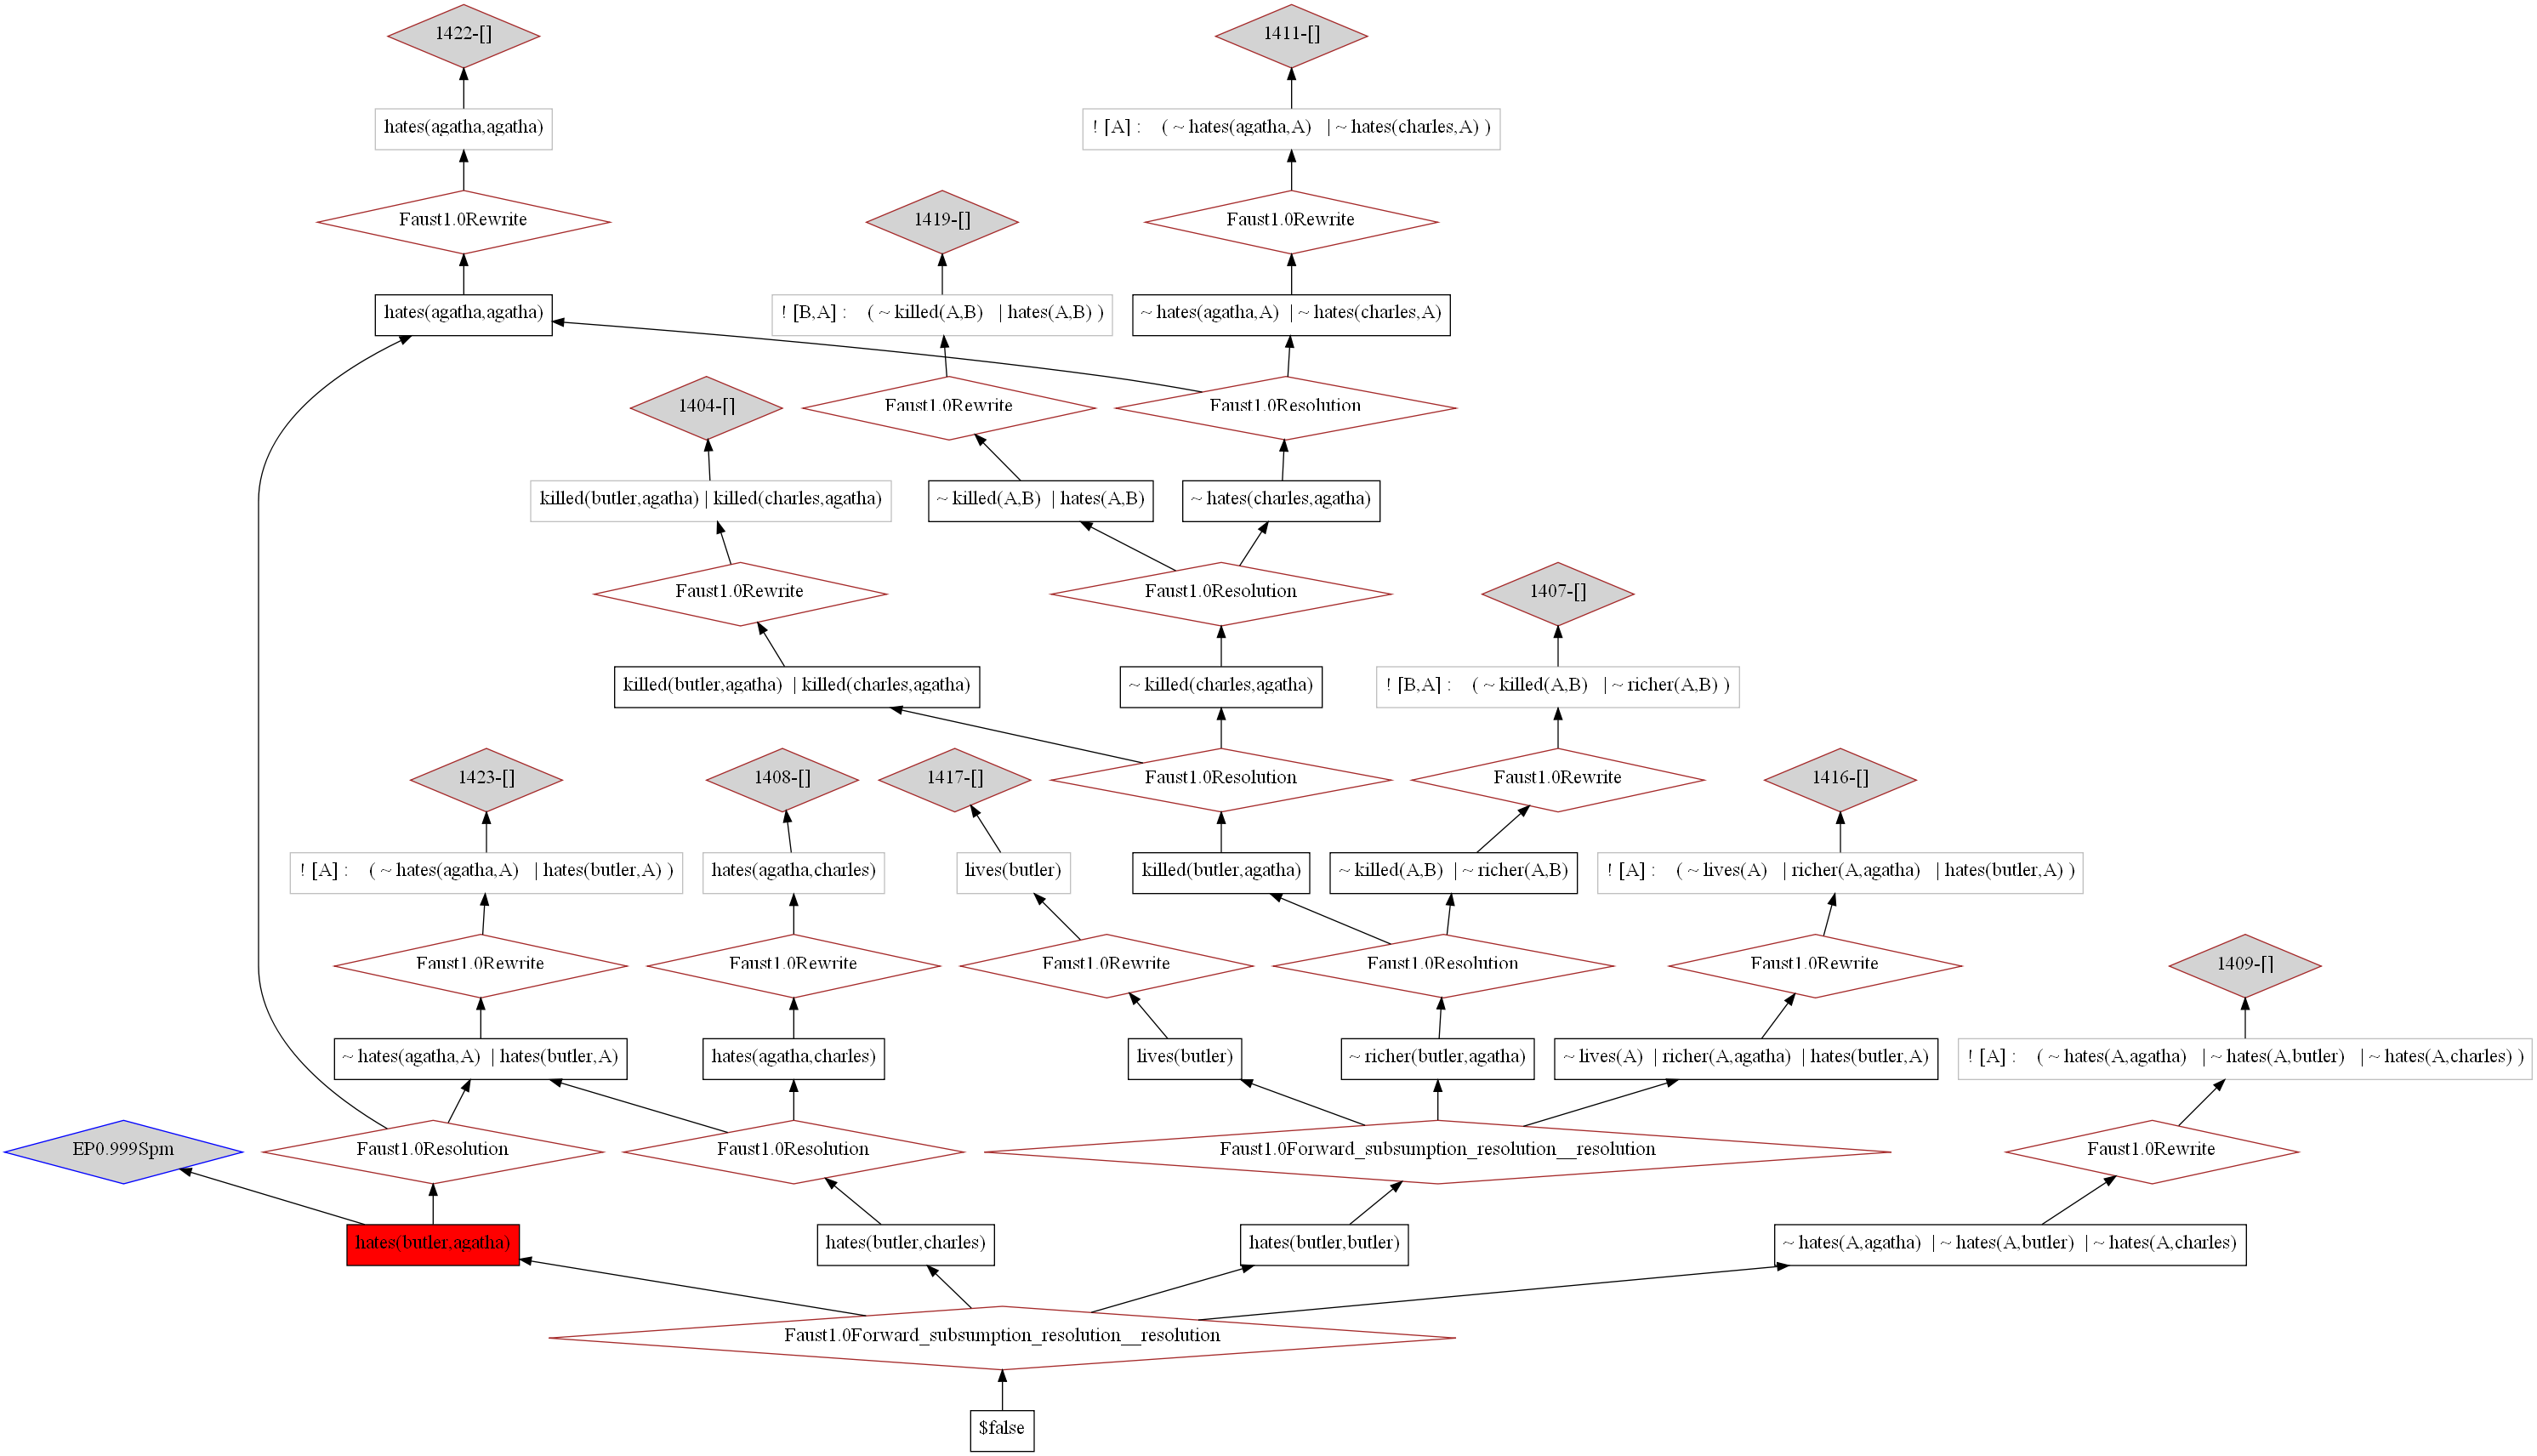 1422-[]
1411-[]
hates(agatha,agatha)
! [A] : ( ~ hates(agatha,A) | ~ hates(charles,A) )
Faust1.0Rewrite
1419-[]
Faust1.0Rewrite
hates(agatha,agatha)
! [B,A] : ( ~ killed(A,B) | hates(A,B) )
~ hates(agatha,A) | ~ hates(charles,A)
1404-[]
Faust1.0Rewrite
Faust1.0Resolution
killed(butler,agatha) | killed(charles,agatha)
~ killed(A,B) | hates(A,B)
~ hates(charles,agatha)
Faust1.0Rewrite
Faust1.0Resolution
1407-[]
killed(butler,agatha) | killed(charles,agatha)
~ killed(charles,agatha)
! [B,A] : ( ~ killed(A,B) | ~ richer(A,B) )
1423-[]
1408-[]
1417-[]
Faust1.0Resolution
Faust1.0Rewrite
1416-[]
! [A] : ( ~ hates(agatha,A) | hates(butler,A) )
hates(agatha,charles)
lives(butler)
killed(butler,agatha)
~ killed(A,B) | ~ richer(A,B)
! [A] : ( ~ lives(A) | richer(A,agatha) | hates(butler,A) )
Faust1.0Rewrite
Faust1.0Rewrite
Faust1.0Rewrite
Faust1.0Resolution
Faust1.0Rewrite
1409-[]
~ hates(agatha,A) | hates(butler,A)
hates(agatha,charles)
lives(butler)
~ richer(butler,agatha)
~ lives(A) | richer(A,agatha) | hates(butler,A)
! [A] : ( ~ hates(A,agatha) | ~ hates(A,butler) | ~ hates(A,charles) )
EP0.999Spm
Faust1.0Resolution
Faust1.0Resolution
Faust1.0Forward_subsumption_resolution__resolution
Faust1.0Rewrite
hates(butler,agatha)
hates(butler,charles)
hates(butler,butler)
~ hates(A,agatha) | ~ hates(A,butler) | ~ hates(A,charles)
Faust1.0Forward_subsumption_resolution__resolution
$false